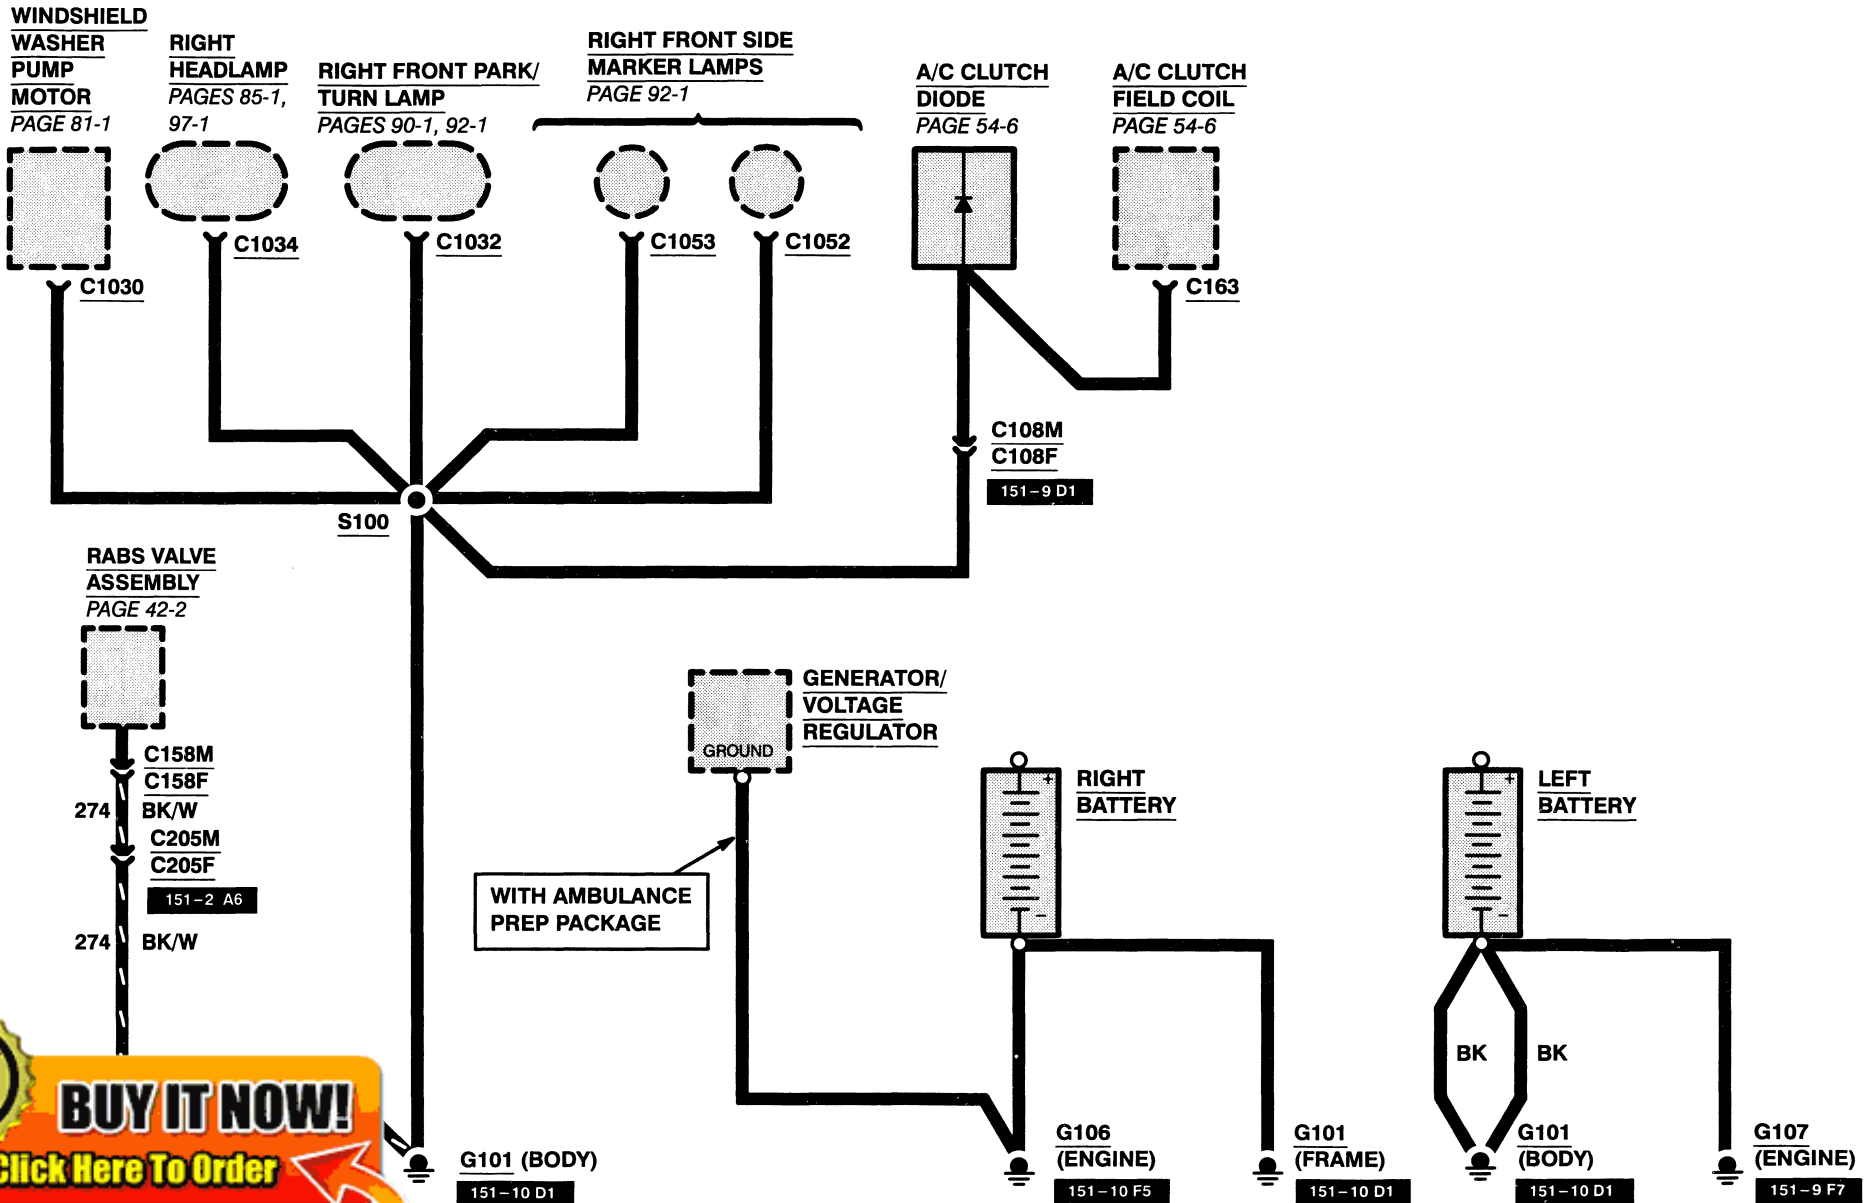 WINDSHIELD
WASHER
PUMP
MOTOR
PAGE 81-1
RIGHT
HEADLAMP
PAGES 85-1,
97-1
RIGHT FRONT PARK/
TURN LAMP
PAGES 90-1, 92-1
RIGHT FRONT SIDE
MARKER LAMPS
PAGE 92-1
A/C CLUTCH
DIODE
PAGE 54-6
A/C CLUTCH
FIELD COIL
PAGE 54-6
C1030
C1034
C1032
C1053
C1052
C163
C108M
C108F
151-9 D1
S100
RABS VALVE
ASSEMBLY
PAGE 42-2
C158M
C158F
274 BK/W
C205M
C205F
151-2 A6
274 BK/W
GENERATOR/
VOLTAGE
REGULATOR
GROUND
WITH AMBULANCE
PREP PACKAGE
+
RIGHT
BATTERY
-
+
LEFT
BATTERY
-
BK BK
G101 (BODY)
151-10 D1
G106
(ENGINE)
151-10 F5
G101
(FRAME)
151-10 D1
G101
(BODY)
151-10 D1
G107
(ENGINE)
151-9 F7
BUY IT NOW!
Click Here To Order